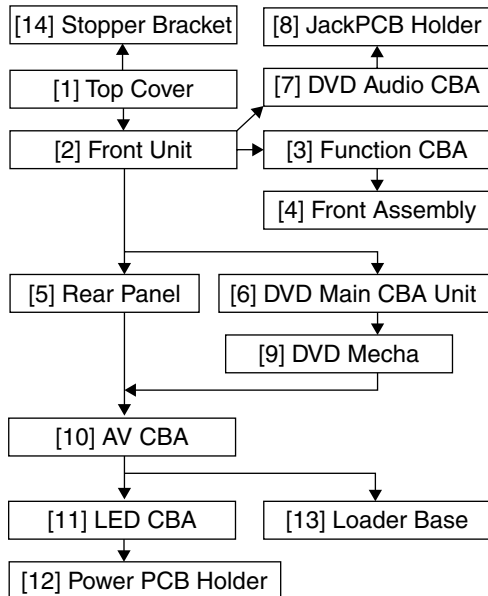 [14] Stopper Bracket
[8] JackPCB Holder
[1] Top Cover
[7] DVD Audio CBA
[2] Front Unit
[3] Function CBA
[4] Front Assembly
[5] Rear Panel
[6] DVD Main CBA Unit
[9] DVD Mecha
[10] AV CBA
[11] LED CBA
[13] Loader Base
[12] Power PCB Holder